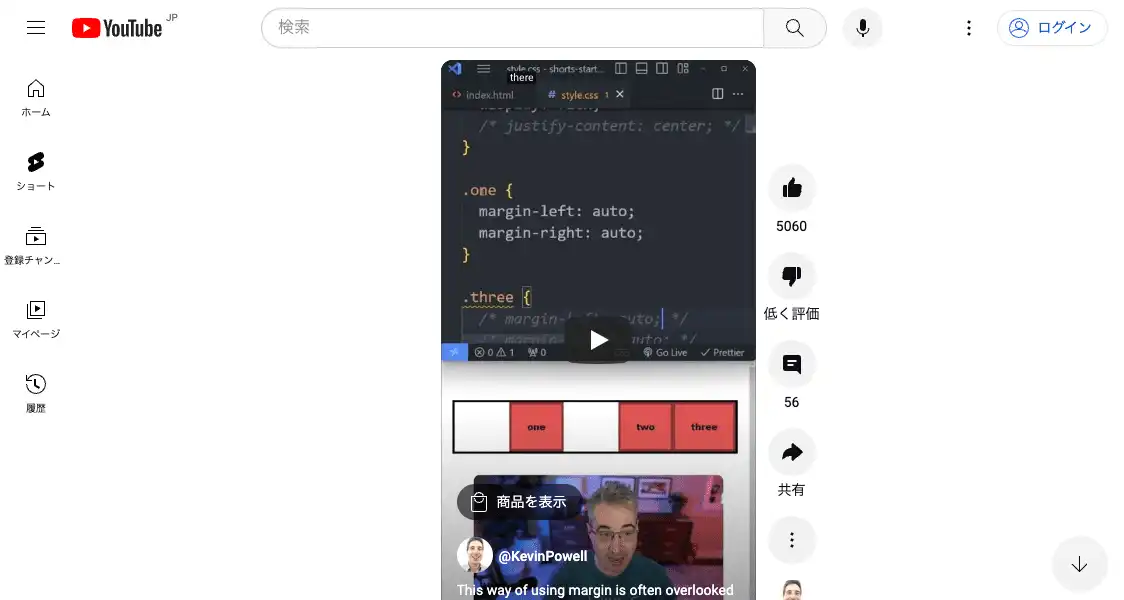 YouTube JP
検索
ログイン
ホーム
ショート
登録チャン...
マイページ
履歴
style.css - shorts-start...
there
index.html
# style.css 1
/* justify-content: center; */
}
.one {
margin-left: auto;
margin-right: auto;
}
.three {
/* margin-left: auto; */
auto; */
0 1 0
Go Live
Prettier
one
two
three
商品を表示
@KevinPowell
This way of using margin is often overlooked
5060
低く評価
56
共有